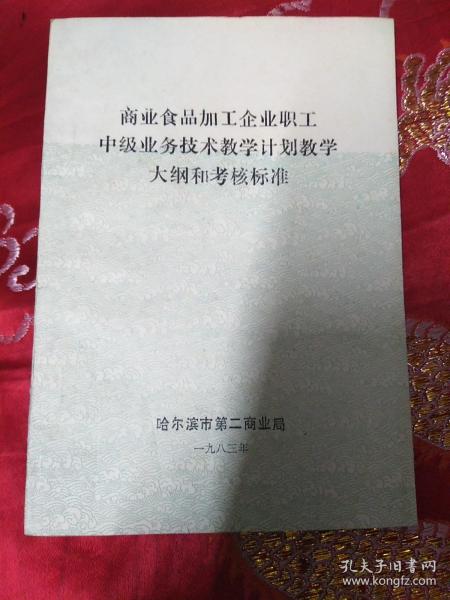 商业食品加工企业职工
中级业务技术教学计划教学
大纲和考核标准
哈尔滨市第二商业局
一九八三年
孔夫子旧书网
www.kongfz.com